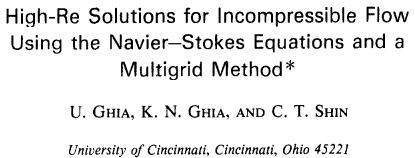 High-Re Solutions for Incompressible Flow
Using the Navier–Stokes Equations and a
Multigrid Method*
U. GHIA, K. N. GHIA, AND C. T. SHIN
University of Cincinnati, Cincinnati, Ohio 45221